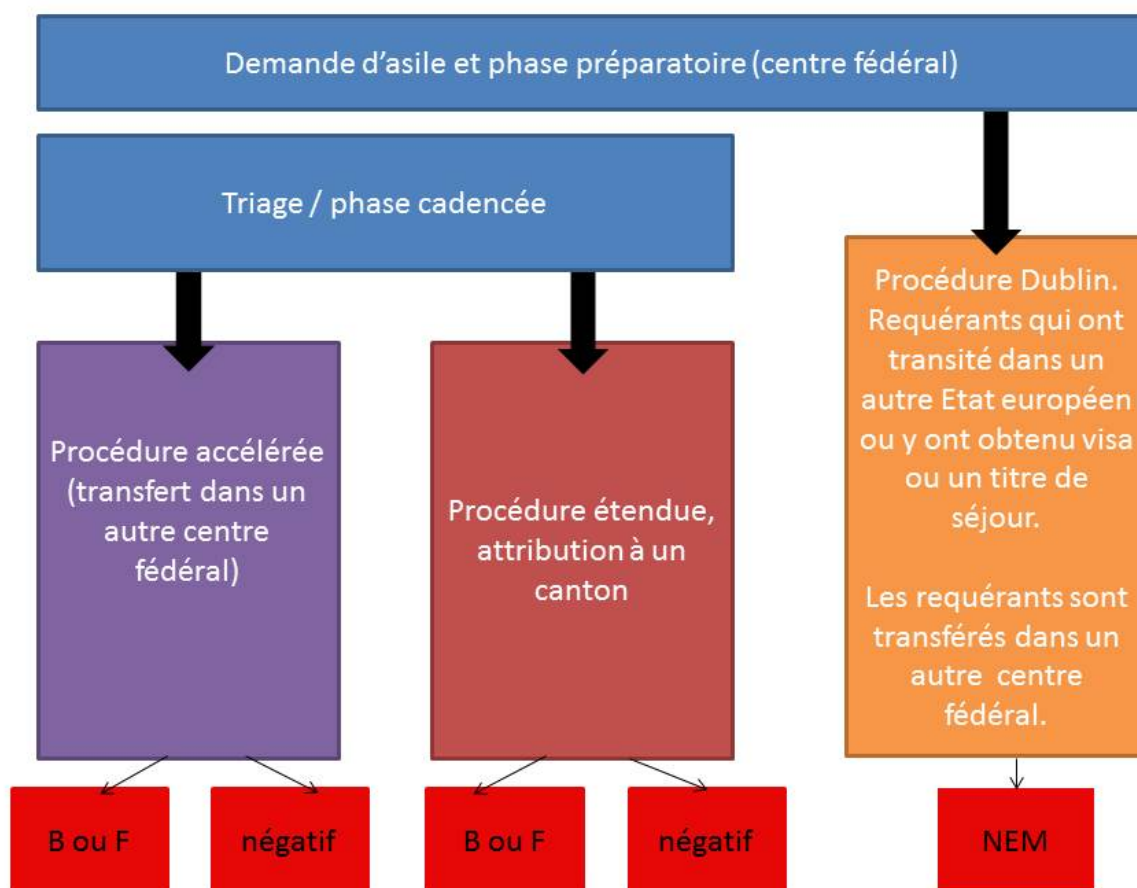 Demande d'asile et phase préparatoire (centre fédéral)
Triage / phase cadencée
Procédure accélérée
(transfert dans un
autre centre
fédéral)
Procédure étendue,
attribution à un
canton
Procédure Dublin.
Requérants qui ont
transité dans un
autre Etat européen
ou y ont obtenu visa
ou un titre de
séjour.
Les requérants sont
transférés dans un
autre centre
fédéral.
B ou F
négatif
B ou F
négatif
NEM